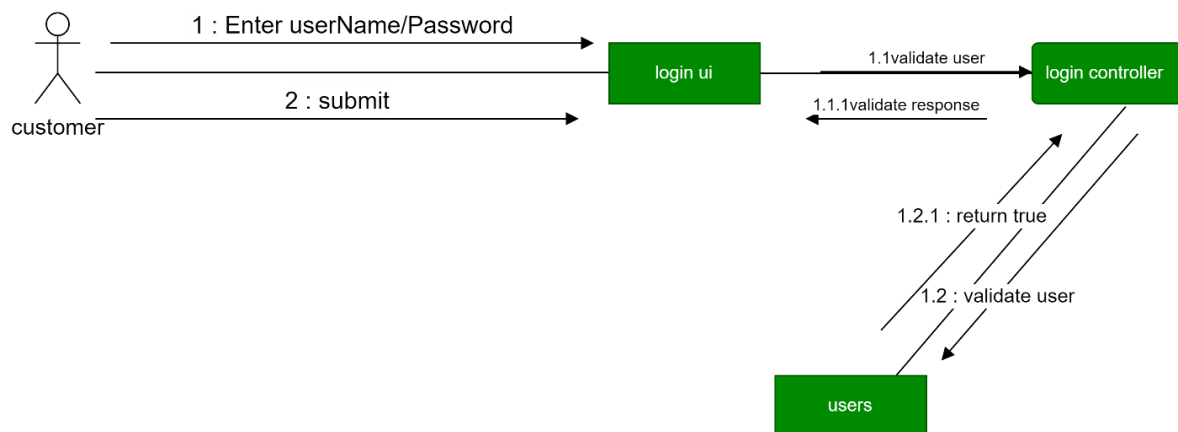 1 : Enter userName/Password
login ui
1.1validate user
login controller
2 : submit
1.1.1validate response
customer
1.2.1 : return true
1.2 : validate user
users